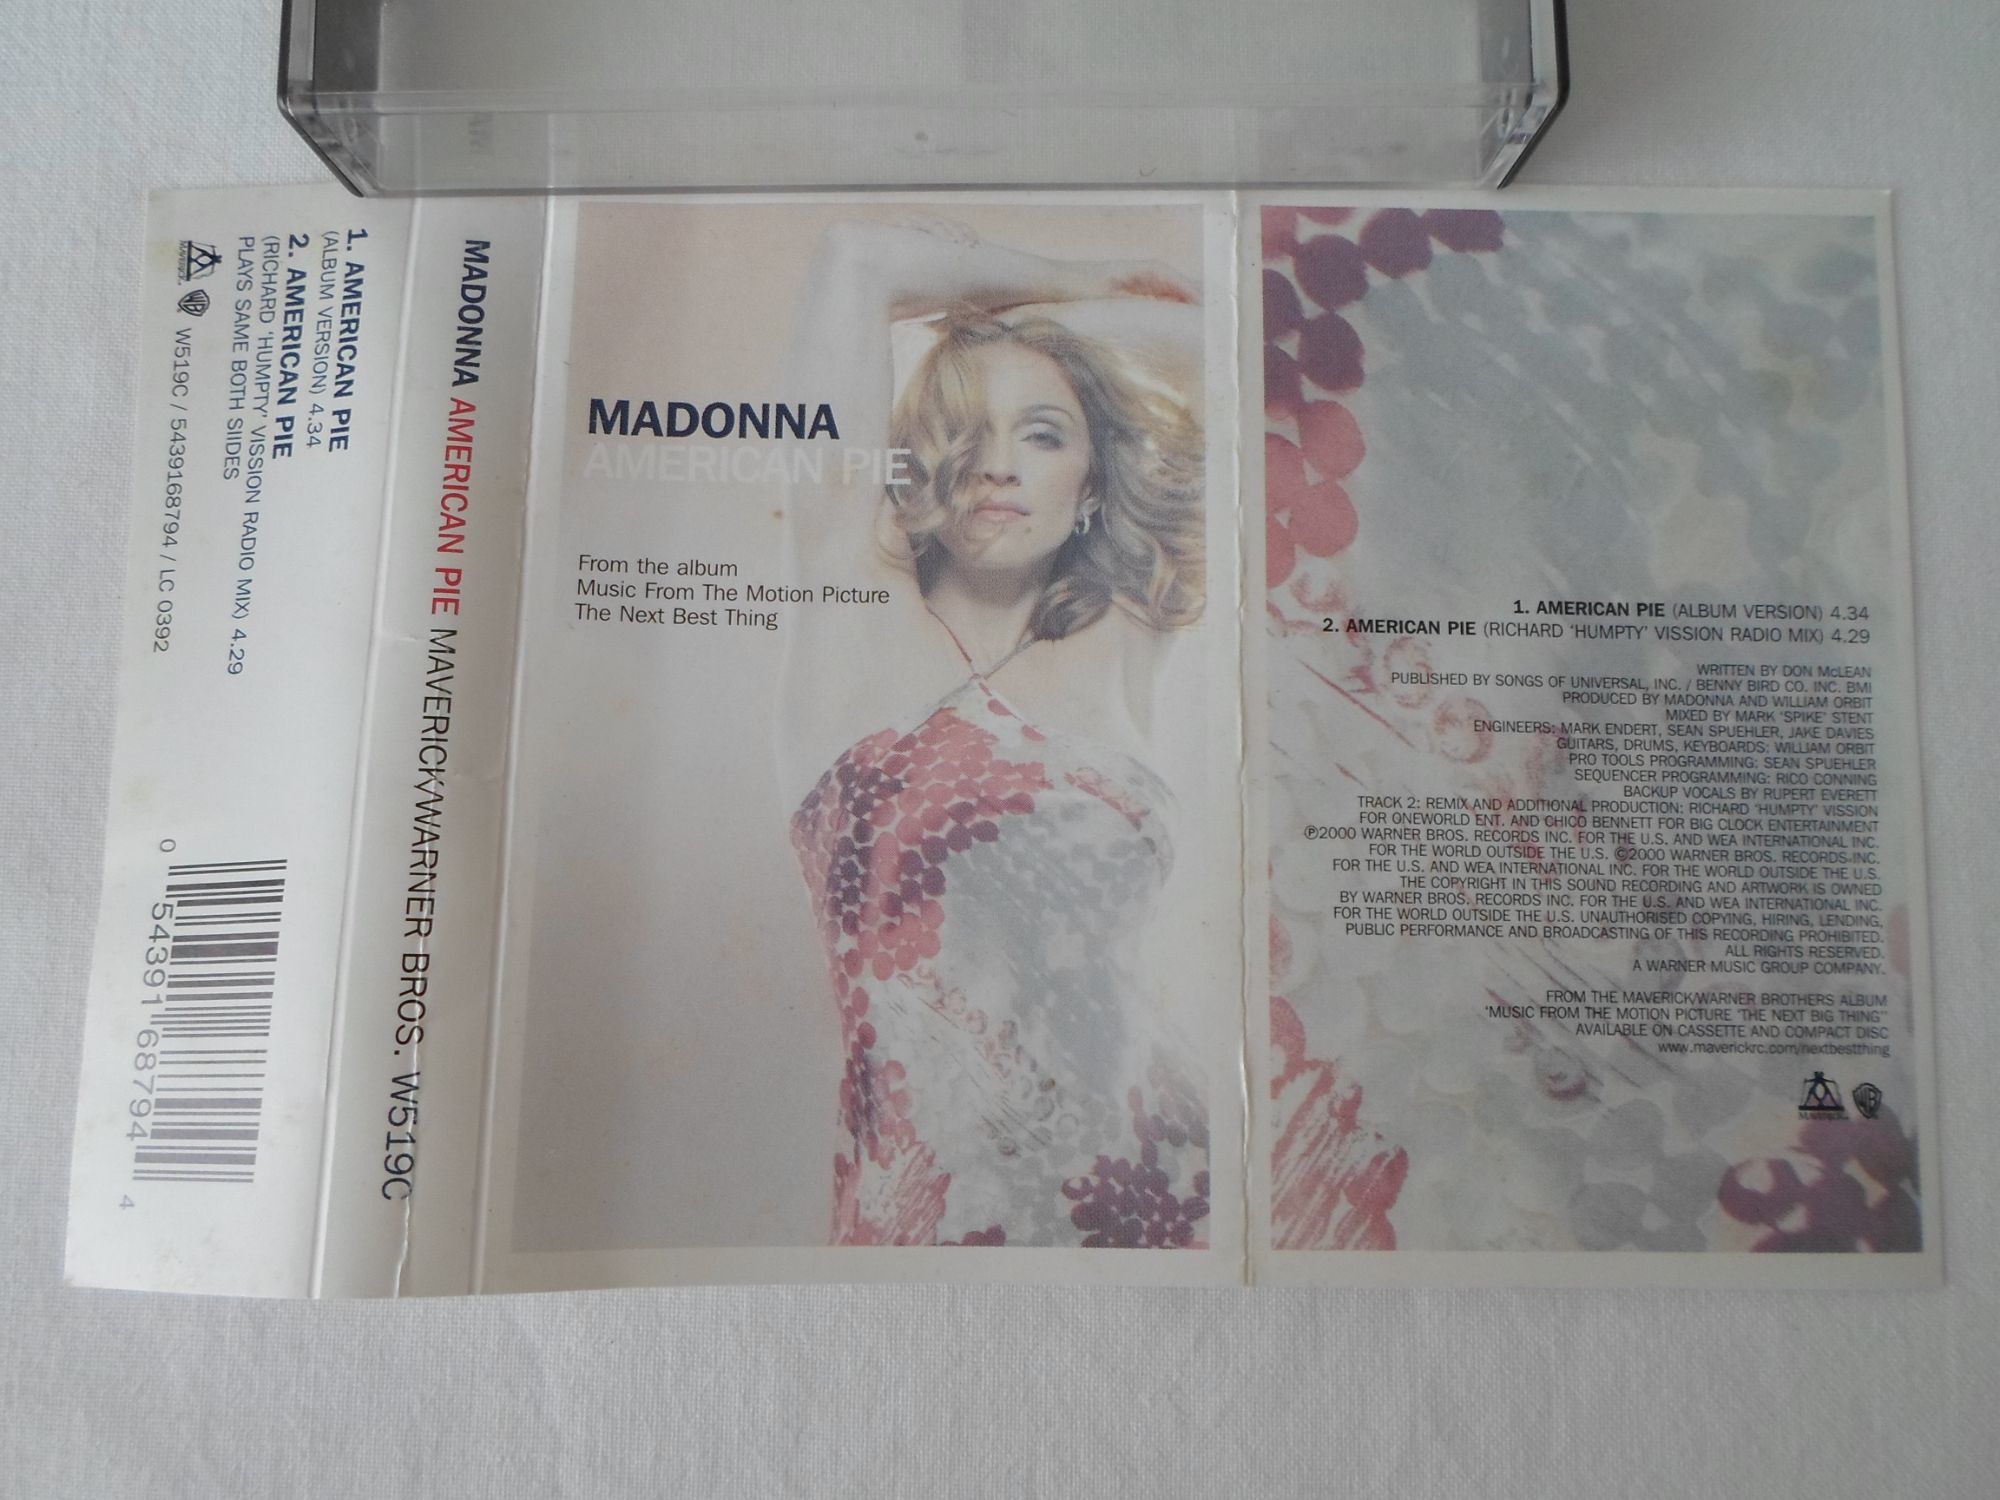 1. AMERICAN PIE
(ALBUM VERSION) 4.34
2. AMERICAN PIE
(RICHARD 'HUMPTY' VISSION RADIO MIX) 4.29
PLAYS SAME BOTH SIIDES
MAVERICK WB W519C / 5439168794 / LC 0392
0 54391 68794 4
MADONNA AMERICAN PIE MAVERICK/WARNER BROS. W519C
MADONNA
AMERICAN PIE
From the album
Music From The Motion Picture
The Next Best Thing
1. AMERICAN PIE (ALBUM VERSION) 4.34
2. AMERICAN PIE (RICHARD 'HUMPTY' VISSION RADIO MIX) 4.29
WRITTEN BY DON McLEAN
PUBLISHED BY SONGS OF UNIVERSAL, INC. / BENNY BIRD CO. INC. BMI
PRODUCED BY MADONNA AND WILLIAM ORBIT
MIXED BY MARK 'SPIKE' STENT
ENGINEERS: MARK ENDERT, SEAN SPUEHLER, JAKE DAVIES
GUITARS, DRUMS, KEYBOARDS: WILLIAM ORBIT
PRO TOOLS PROGRAMMING: SEAN SPUEHLER
SEQUENCER PROGRAMMING: RICO CONNING
BACKUP VOCALS BY RUPERT EVERETT
TRACK 2: REMIX AND ADDITIONAL PRODUCTION: RICHARD 'HUMPTY' VISSION
FOR ONEWORLD ENT. AND CHICO BENNETT FOR BIG CLOCK ENTERTAINMENT
℗2000 WARNER BROS. RECORDS INC. FOR THE U.S. AND WEA INTERNATIONAL INC.
FOR THE WORLD OUTSIDE THE U.S. ©2000 WARNER BROS. RECORDS INC.
FOR THE U.S. AND WEA INTERNATIONAL INC. FOR THE WORLD OUTSIDE THE U.S.
THE COPYRIGHT IN THIS SOUND RECORDING AND ARTWORK IS OWNED
BY WARNER BROS. RECORDS INC. FOR THE U.S. AND WEA INTERNATIONAL INC.
FOR THE WORLD OUTSIDE THE U.S. UNAUTHORISED COPYING, HIRING, LENDING,
PUBLIC PERFORMANCE AND BROADCASTING OF THIS RECORDING PROHIBITED.
ALL RIGHTS RESERVED.
A WARNER MUSIC GROUP COMPANY.
FROM THE MAVERICK/WARNER BROTHERS ALBUM
'MUSIC FROM THE MOTION PICTURE "THE NEXT BIG THING"'
AVAILABLE ON CASSETTE AND COMPACT DISC
www.maverickrc.com/nextbestthing
MAVERICK WB